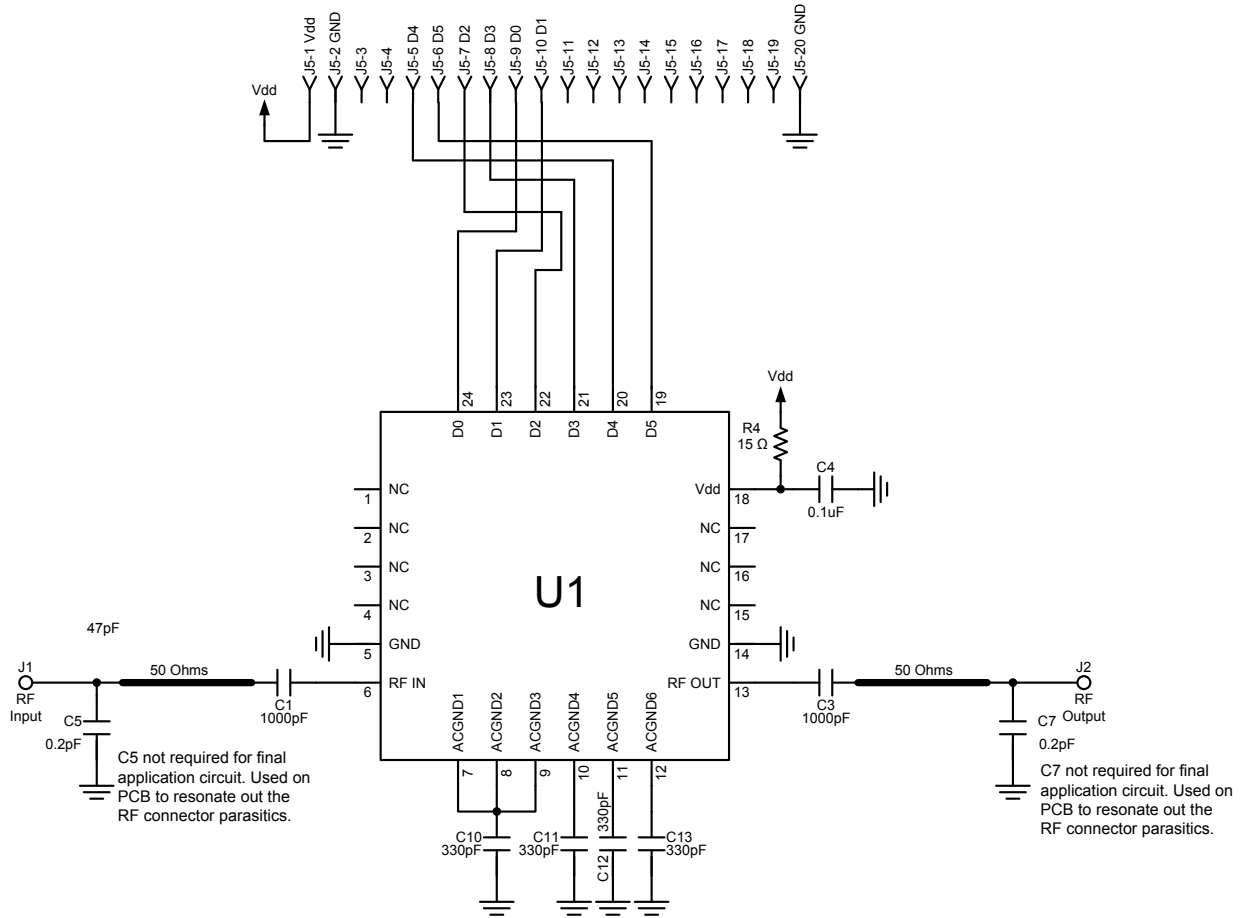 J5-1 Vdd
J5-2 GND
J5-3
J5-4
J5-5 D4
J5-6 D5
J5-7 D2
J5-8 D3
J5-9 D0
J5-10 D1
J5-11
J5-12
J5-13
J5-14
J5-15
J5-16
J5-17
J5-18
J5-19
J5-20 GND
Vdd
24
23
22
21
20
19
D0
D1
D2
D3
D4
D5
Vdd
R4
15 Ω
C4
0.1uF
1
NC
2
NC
3
NC
4
NC
5
GND
6
RF IN
U1
Vdd
18
NC
17
NC
16
NC
15
GND
14
RF OUT
13
47pF
J1
RF
Input
50 Ohms
C1
1000pF
C5
0.2pF
C5 not required for final
application circuit. Used on
PCB to resonate out the
RF connector parasitics.
ACGND1
ACGND2
ACGND3
ACGND4
ACGND5
ACGND6
7
8
9
10
11
12
C10
330pF
C11
330pF
330pF
C12
C13
330pF
C3
1000pF
50 Ohms
J2
RF
Output
C7
0.2pF
C7 not required for final
application circuit. Used on
PCB to resonate out the
RF connector parasitics.